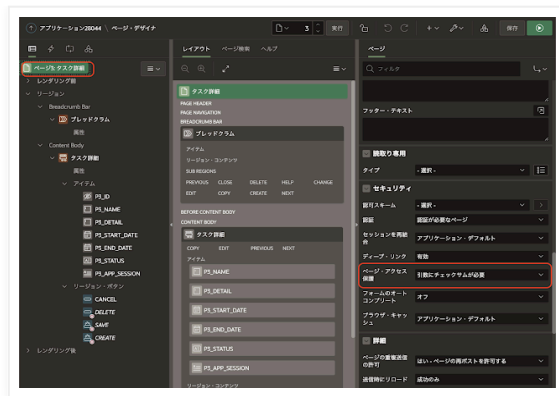 アプリケーション28044 \ ページ・デザイナ
3
実行
保存
ページ3: タスク詳細
レンダリング前
リージョン
Breadcrumb Bar
ブレッドクラム
属性
Content Body
タスク詳細
属性
アイテム
P3_ID
P3_NAME
P3_DETAIL
P3_START_DATE
P3_END_DATE
P3_STATUS
P3_APP_SESSION
リージョン・ボタン
CANCEL
DELETE
SAVE
CREATE
レンダリング後
レイアウト ページ検索 ヘルプ
タスク詳細
PAGE HEADER
PAGE NAVIGATION
BREADCRUMB BAR
ブレッドクラム
アイテム
リージョン・コンテンツ
SUB REGIONS
PREVIOUS CLOSE DELETE HELP CHANGE
EDIT COPY CREATE NEXT
BEFORE CONTENT BODY
CONTENT BODY
タスク詳細
COPY EDIT PREVIOUS NEXT
アイテム
P3_NAME
P3_DETAIL
P3_START_DATE
P3_END_DATE
P3_STATUS
P3_APP_SESSION
リージョン・コンテンツ
ページ
フィルタ
フッター・テキスト
読取り専用
タイプ - 選択 -
セキュリティ
認可スキーム - 選択 -
認証 認証が必要なページ
セッションを再結合 アプリケーション・デフォルト
ディープ・リンク 有効
ページ・アクセス保護 引数にチェックサムが必要
フォームのオートコンプリート オフ
ブラウザ・キャッシュ アプリケーション・デフォルト
詳細
ページの重複送信の許可 はい - ページの再ポストを許可する
送信時にリロード 成功のみ